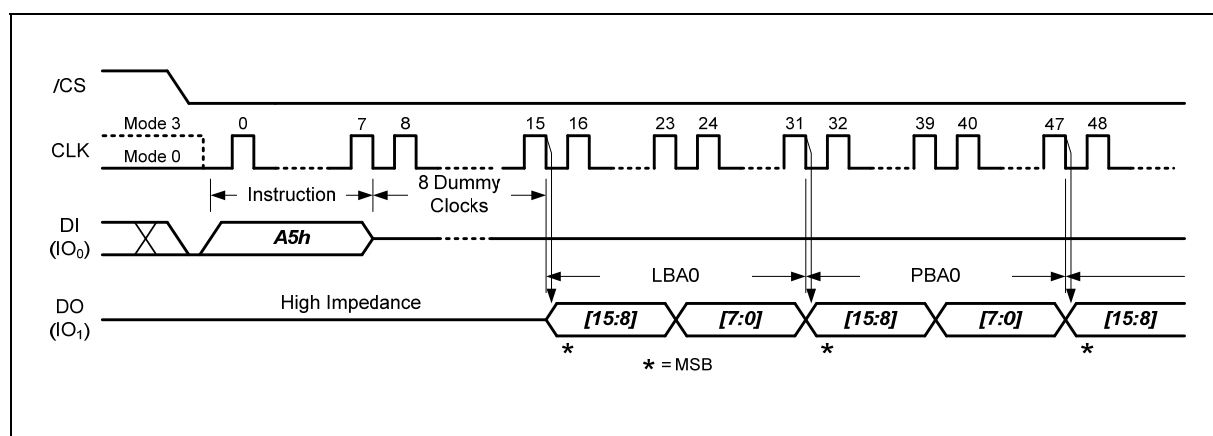 /CS
Mode 3
0 7 8 15 16 23 24 31 32 39 40 47 48
CLK
Mode 0
Instruction
8 Dummy
Clocks
DI
(IO0)
A5h
LBA0
PBA0
High Impedance
DO
(IO1)
[15:8] [7:0] [15:8] [7:0] [15:8]
* * *
* = MSB